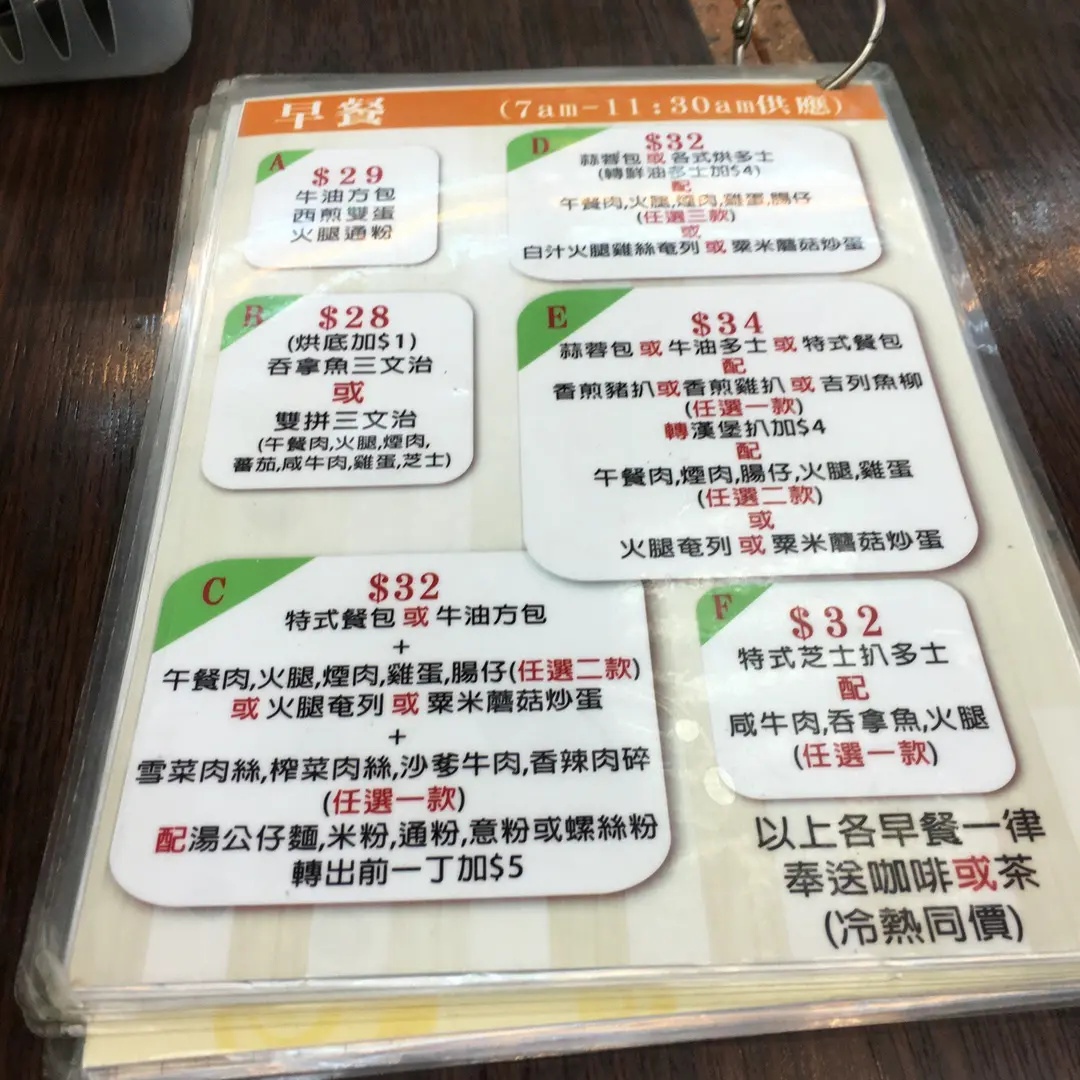 早餐 (7am-11:30am供應)
A
$29
牛油方包
西煎雙蛋
火腿通粉
B
$28
(烘底加$1)
吞拿魚三文治
或
雙拼三文治
(午餐肉,火腿,煙肉,
蕃茄,咸牛肉,雞蛋,芝士)
C
$32
特式餐包或牛油方包
+
午餐肉,火腿,煙肉,雞蛋,腸仔(任選二款)
或火腿奄列或粟米蘑菇炒蛋
+
雪菜肉絲,榨菜肉絲,沙爹牛肉,香辣肉碎
(任選一款)
配湯公仔麵,米粉,通粉,意粉或螺絲粉
轉出前一丁加$5
D
$32
蒜蓉包或各式烘多士
(轉鮮油多士加$4)
配
午餐肉,火腿,煙肉,雞蛋,腸仔
(任選三款)
或
白汁火腿雞絲奄列或粟米蘑菇炒蛋
E
$34
蒜蓉包或牛油多士或特式餐包
配
香煎豬扒或香煎雞扒或吉列魚柳
(任選一款)
轉漢堡扒加$4
配
午餐肉,煙肉,腸仔,火腿,雞蛋
(任選二款)
或
火腿奄列或粟米蘑菇炒蛋
F
$32
特式芝士扒多士
配
咸牛肉,吞拿魚,火腿
(任選一款)
以上各早餐一律
奉送咖啡或茶
(冷熱同價)